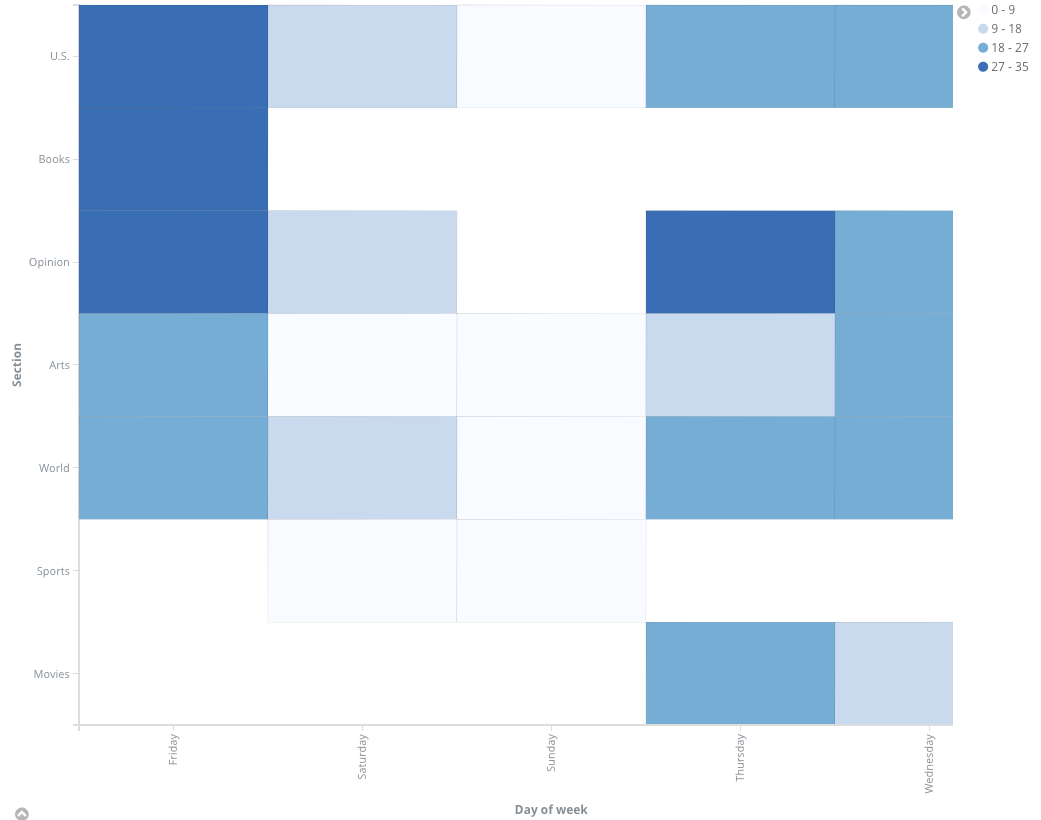 0 - 9
9 - 18
18 - 27
27 - 35
U.S.
Books
Opinion
Arts
World
Sports
Movies
Section
Friday
Saturday
Sunday
Thursday
Wednesday
Day of week